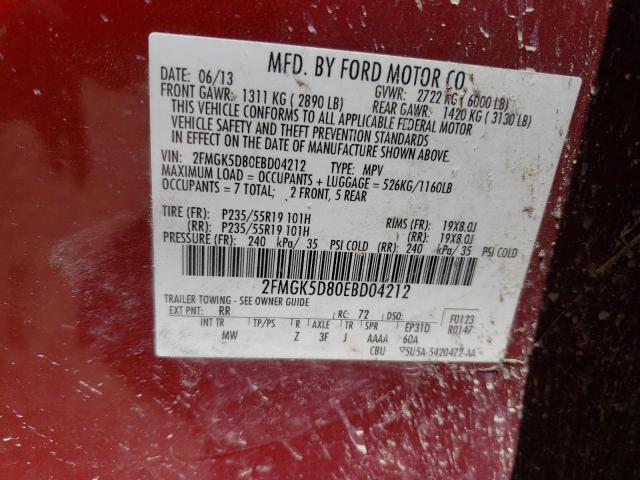 MFD. BY FORD MOTOR CO.
DATE: 06/13 GVWR: 2722 KG (6000 LB)
FRONT GAWR: 1311 KG (2890 LB) REAR GAWR: 1420 KG (3130 LB)
THIS VEHICLE CONFORMS TO ALL APPLICABLE FEDERAL MOTOR
VEHICLE SAFETY AND THEFT PREVENTION STANDARDS
IN EFFECT ON THE DATE OF MANUFACTURE SHOWN ABOVE.
VIN: 2FMGK5D80EBD04212 TYPE: MPV
MAXIMUM LOAD = OCCUPANTS + LUGGAGE = 526KG/1160LB
OCCUPANTS = 7 TOTAL; 2 FRONT, 5 REAR
TIRE (FR): P235/55R19 101H RIMS (FR): 19X8.0J
(RR): P235/55R19 101H (RR): 19X8.0J
PRESSURE (FR): 240 kPa/ 35 PSI COLD (RR): 240 kPa/ 35 PSI COLD
2FMGK5D80EBD04212
TRAILER TOWING - SEE OWNER GUIDE
EXT PNT: RR RC: 72 DSO: F0123
INT TR TP/PS R AXLE TR SPR EP31D R0147
MW Z 3F J AAAA 60A
CBU 5U5A-5420472-AA